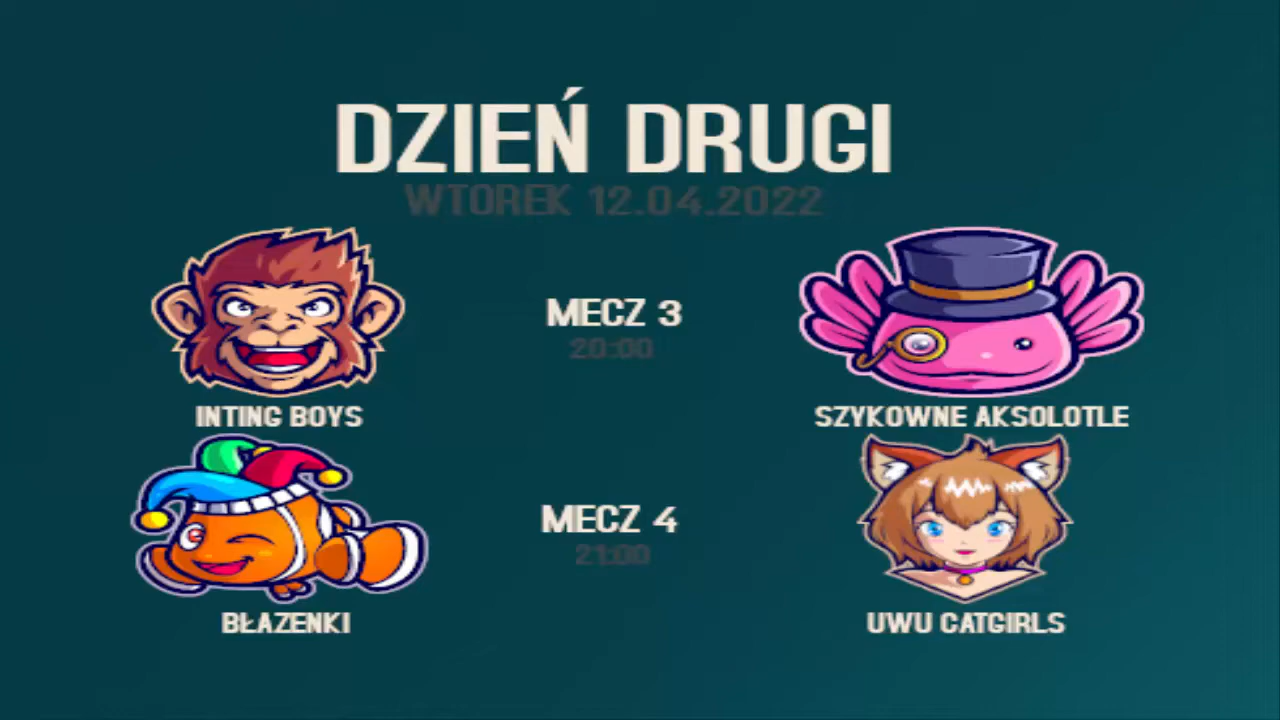 DZIEŃ DRUGI
WTOREK 12.04.2022
MECZ 3
20:00
INTING BOYS
SZYKOWNE AKSOLOTLE
MECZ 4
21:00
BŁAZENKI
UWU CATGIRLS